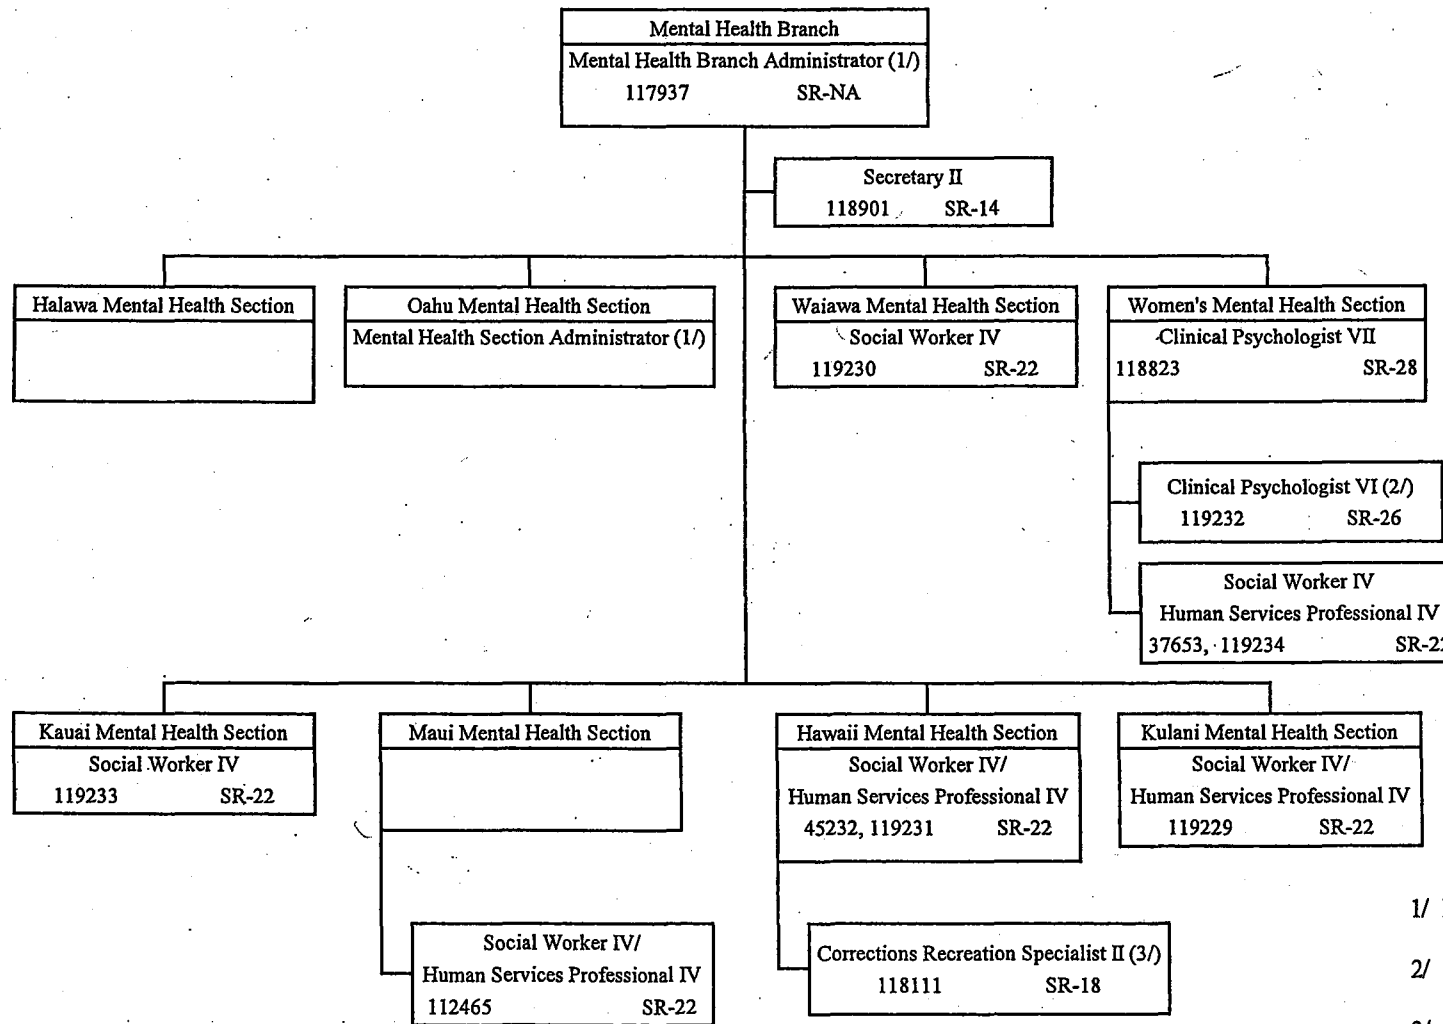 Mental Health Branch
Mental Health Branch Administrator (1/)
117937 SR-NA
Secretary II
118901 SR-14
Halawa Mental Health Section
Oahu Mental Health Section
Mental Health Section Administrator (1/)
Waiawa Mental Health Section
Social Worker IV
119230 SR-22
Women's Mental Health Section
Clinical Psychologist VII
118823 SR-28
Clinical Psychologist VI (2/)
119232 SR-26
Social Worker IV
Human Services Professional IV
37653, 119234
Kauai Mental Health Section
Social Worker IV
119233 SR-22
Maui Mental Health Section
Social Worker IV/
Human Services Professional IV
112465 SR-22
Hawaii Mental Health Section
Social Worker IV/
Human Services Professional IV
45232, 119231 SR-22
Corrections Recreation Specialist II (3/)
118111 SR-18
Kulani Mental Health Section
Social Worker IV/
Human Services Professional IV
119229 SR-22
1/
2/